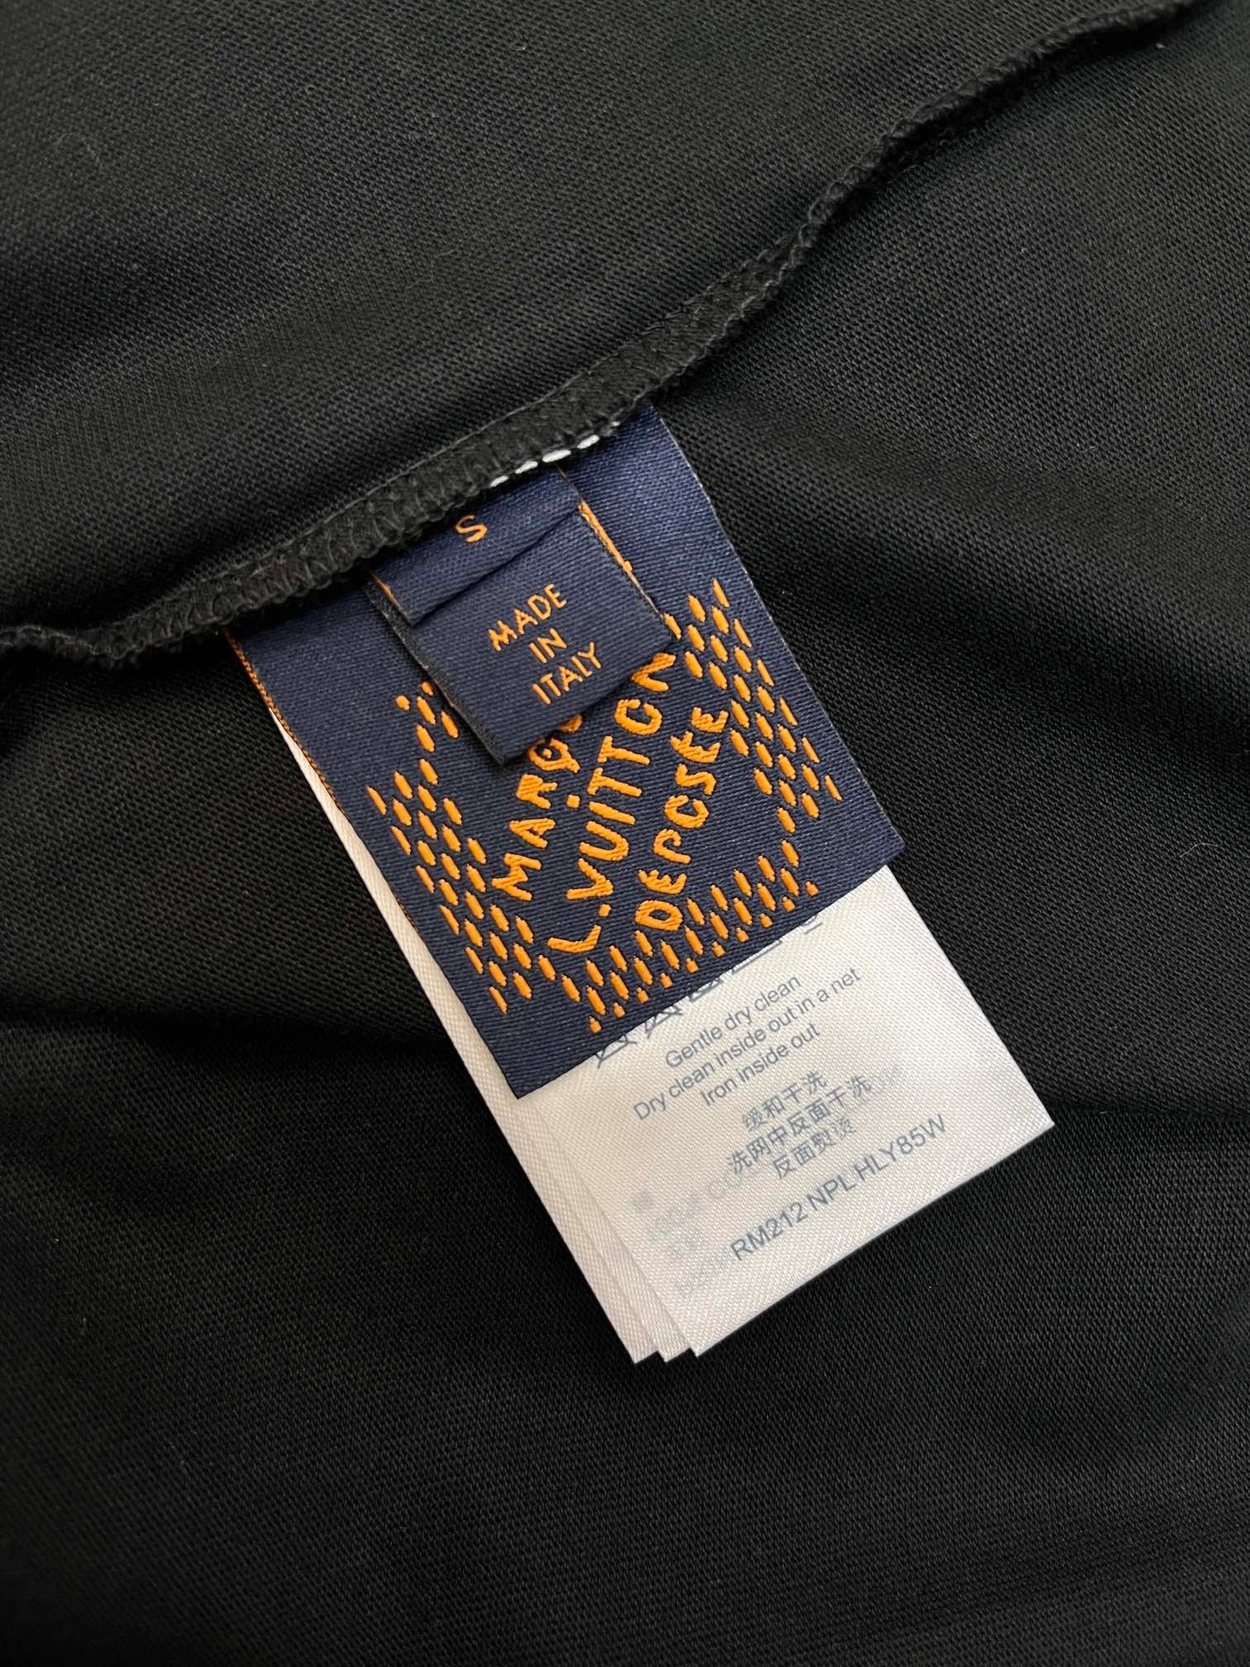 S
MADE
IN
ITALY
L.VUITTON
DEPOSEE
Gentle dry clean
Dry clean inside out in a net
Iron inside out
缓和干洗
洗网中反面干洗
反面熨烫
RM212 NPL HLY85W